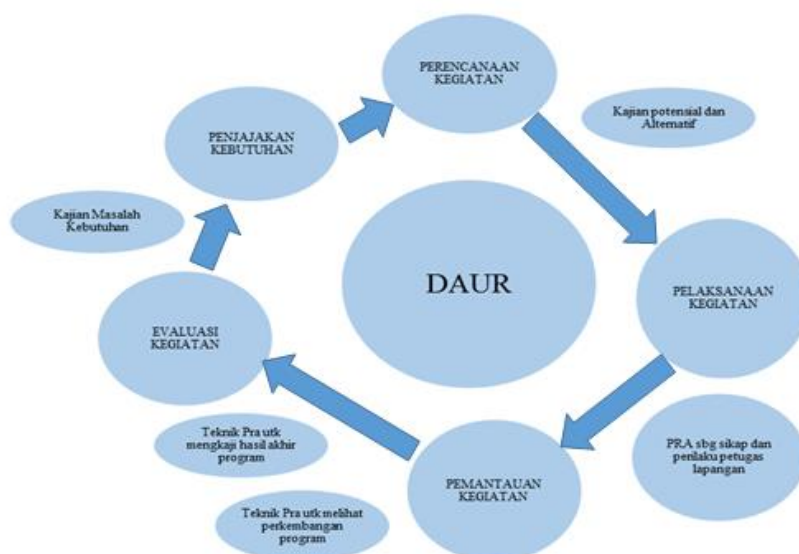 PERENCANAAN
KEGIATAN
Kajian potensial dan
Alternatif
PENJAJAKAN
KEBUTUHAN
Kajian Masalah
Kebutuhan
DAUR
PELAKSANAAN
KEGIATAN
EVALUASI
KEGIATAN
Teknik Pra utk
mengkaji hasil akhir
program
PRA sbg sikap dan
perilaku petugas
lapangan
PEMANTAUAN
KEGIATAN
Teknik Pra utk melihat
perkembangan
program